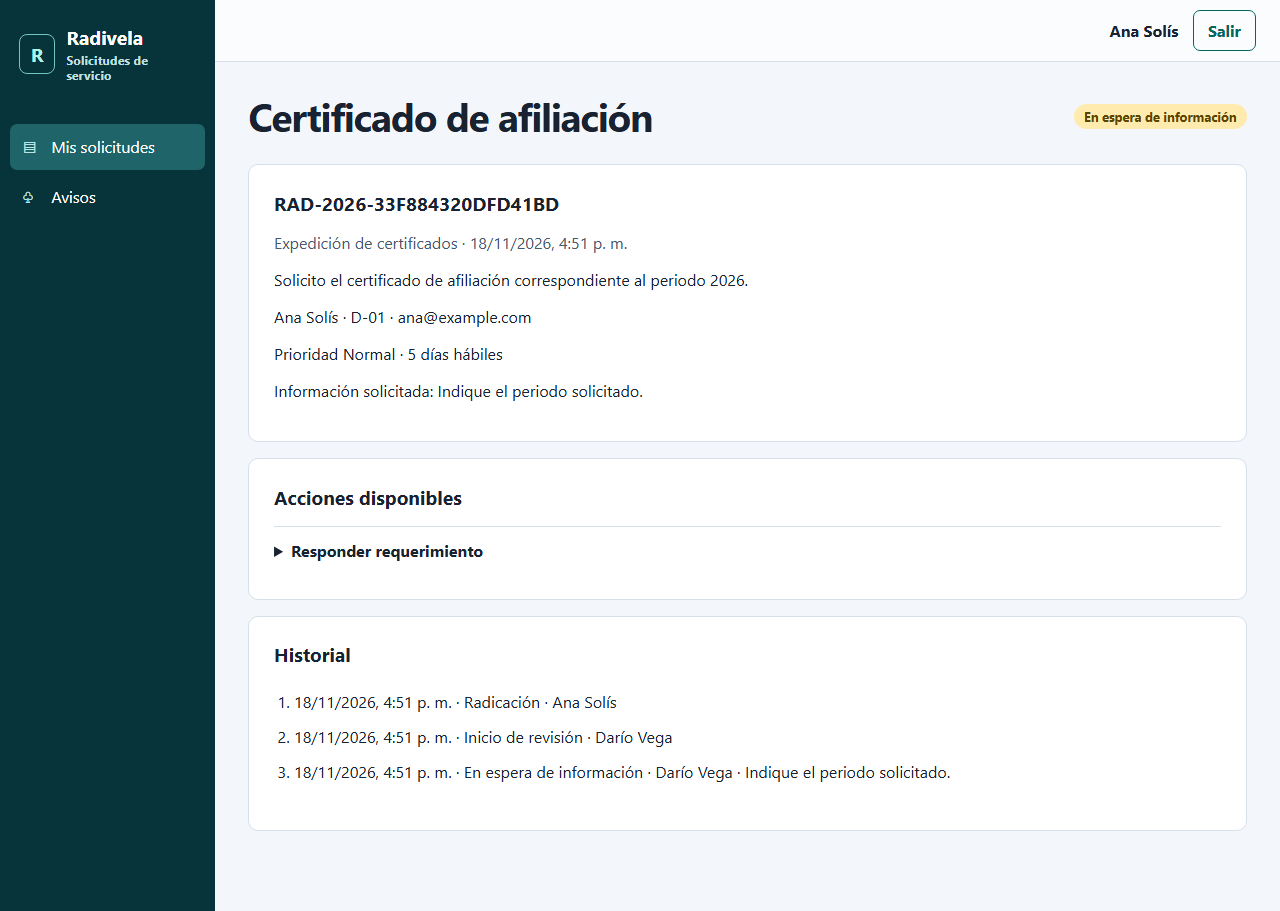 R
Radivela
Solicitudes de
servicio
Mis solicitudes
Avisos
Ana Solís
Salir
Certificado de afiliación
En espera de información
RAD-2026-33F884320DFD41BD
Expedición de certificados · 18/11/2026, 4:51 p. m.
Solicito el certificado de afiliación correspondiente al periodo 2026.
Ana Solís · D-01 · ana@example.com
Prioridad Normal · 5 días hábiles
Información solicitada: Indique el periodo solicitado.
Acciones disponibles
Responder requerimiento
Historial
1. 18/11/2026, 4:51 p. m. · Radicación · Ana Solís
2. 18/11/2026, 4:51 p. m. · Inicio de revisión · Darío Vega
3. 18/11/2026, 4:51 p. m. · En espera de información · Darío Vega · Indique el periodo solicitado.